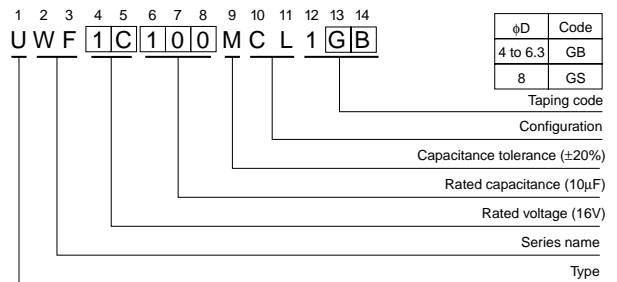 1 2 3 4 5 6 7 8 9 10 11 12 13 14
U W F 1 C 1 0 0 M C L 1 G B
φD Code
4 to 6.3 GB
8 GS
Taping code
Configuration
Capacitance tolerance (±20%)
Rated capacitance (10μF)
Rated voltage (16V)
Series name
Type